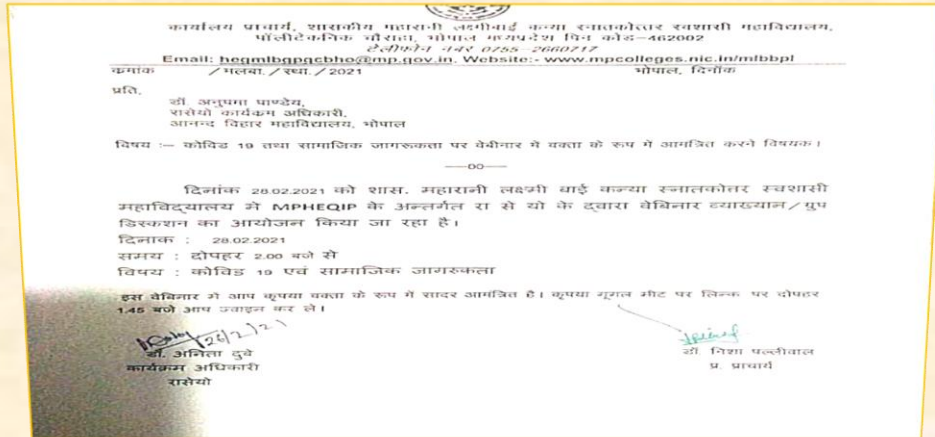 कार्यालय प्राचार्य, शासकीय महारानी लक्ष्मीबाई कन्या स्नातकोत्तर स्वशासी महाविद्यालय,
पॉलीटेकनिक चौराहा, भोपाल मध्यप्रदेश पिन कोड-462002
टेलीफोन नंबर 0755-2660717
Email: hegmlbgpgcbho@mp.gov.in. Website:- www.mpcolleges.nic.in/mlbbpl
क्रमांक / मलबा. / स्था. / 2021 भोपाल, दिनॉक
प्रति,
डॉ. अनुपमा पाण्डेय,
रासेयो कार्यक्रम अधिकारी,
आनन्द विहार महाविद्यालय, भोपाल
विषय :– कोविड 19 तथा सामाजिक जागरूकता पर वेबीनार में वक्ता के रूप में आमंत्रित करने विषयक।
—00—
दिनांक 28.02.2021 को शास. महारानी लक्ष्मी बाई कन्या स्नातकोत्तर स्वशासी
महाविद्यालय में MPHEQIP के अन्तर्गत रा से यो के द्वारा वेबिनार व्याख्यान/ग्रुप
डिस्कशन का आयोजन किया जा रहा है।
दिनाक : 28.02.2021
समय : दोपहर 2.00 बजे से
विषय : कोविड 19 एवं सामाजिक जागरुकता
इस वेबिनार में आप कृपया वक्ता के रूप में सादर आमंत्रित है। कृपया गूगल मीट पर लिन्क पर दोपहर
1.45 बजे आप ज्वाइन कर ले।
26/2/21
डॉ. अनिता दुबे डॉ. निशा पल्लीवाल
कार्यक्रम अधिकारी प्र. प्राचार्य
रासेयो